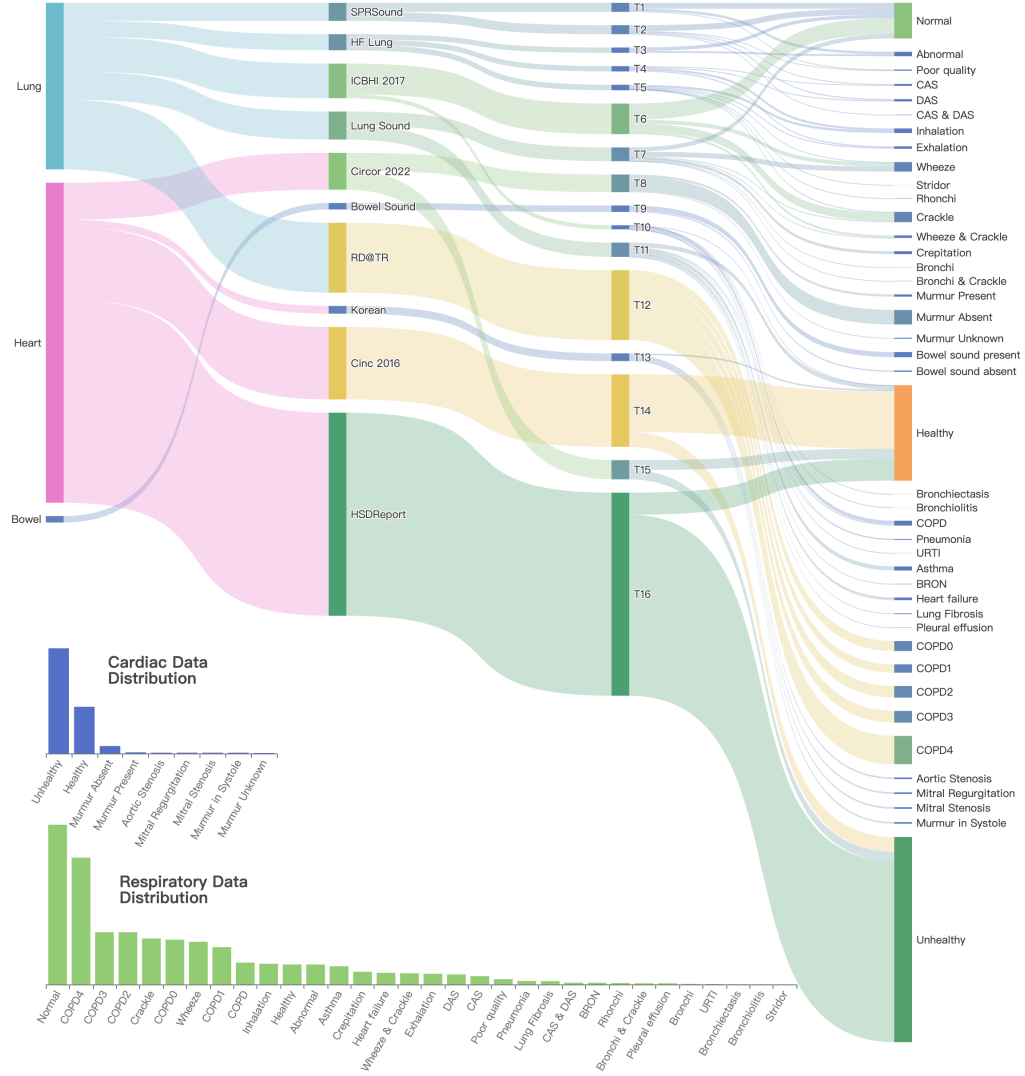 Lung
Heart
Bowel
SPRSound
HF Lung
ICBHI 2017
Lung Sound
Circor 2022
Bowel Sound
RD@TR
Korean
Cinc 2016
HSDReport
T1
T2
T3
T4
T5
T6
T7
T8
T9
T10
T11
T12
T13
T14
T15
T16
Normal
Abnormal
Poor quality
CAS
DAS
CAS & DAS
Inhalation
Exhalation
Wheeze
Stridor
Rhonchi
Crackle
Wheeze & Crackle
Crepitation
Bronchi
Bronchi & Crackle
Murmur Present
Murmur Absent
Murmur Unknown
Bowel sound present
Bowel sound absent
Healthy
Bronchiectasis
Bronchiolitis
COPD
Pneumonia
URTI
Asthma
BRON
Heart failure
Lung Fibrosis
Pleural effusion
COPD0
COPD1
COPD2
COPD3
COPD4
Aortic Stenosis
Mitral Regurgitation
Mitral Stenosis
Murmur in Systole
Unhealthy
Cardiac Data
Distribution
Unhealthy
Healthy
Murmur Absent
Murmur Present
Aortic Stenosis
Mitral Regurgitation
Mitral Stenosis
Murmur in Systole
Murmur Unknown
Respiratory Data
Distribution
Normal
COPD4
COPD3
COPD2
Crackle
COPD0
Wheeze
COPD1
COPD
Inhalation
Healthy
Abnormal
Asthma
Crepitation
Heart failure
Wheeze & Crackle
Exhalation
DAS
CAS
Poor quality
Pneumonia
Lung Fibrosis
CAS & DAS
BRON
Rhonchi
Bronchi & Crackle
Pleural effusion
Bronchi
URTI
Bronchiectasis
Bronchiolitis
Stridor